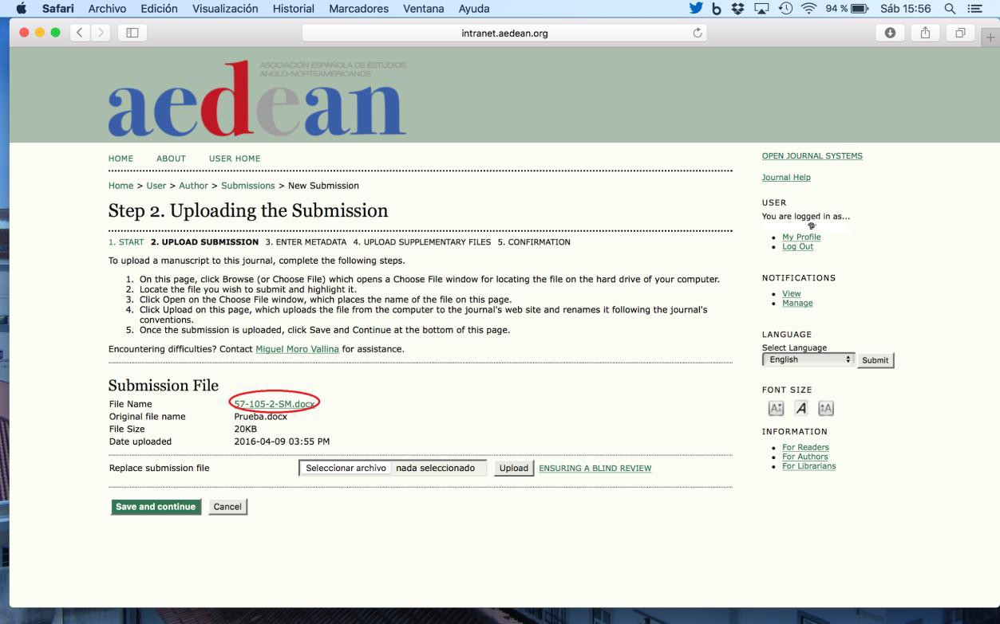 Safari Archivo Edición Visualización Historial Marcadores Ventana Ayuda 94 % Sáb 15:56
intranet.aedean.org
ASOCIACIÓN ESPAÑOLA DE ESTUDIOS
ANGLO-NORTEAMERICANOS
aedean
HOME ABOUT USER HOME
Home > User > Author > Submissions > New Submission
Step 2. Uploading the Submission
1. START 2. UPLOAD SUBMISSION 3. ENTER METADATA 4. UPLOAD SUPPLEMENTARY FILES 5. CONFIRMATION
To upload a manuscript to this journal, complete the following steps.
1. On this page, click Browse (or Choose File) which opens a Choose File window for locating the file on the hard drive of your computer.
2. Locate the file you wish to submit and highlight it.
3. Click Open on the Choose File window, which places the name of the file on this page.
4. Click Upload on this page, which uploads the file from the computer to the journal's web site and renames it following the journal's
conventions.
5. Once the submission is uploaded, click Save and Continue at the bottom of this page.
Encountering difficulties? Contact Miguel Moro Vallina for assistance.
Submission File
File Name 57-105-2-SM.docx
Original file name Prueba.docx
File Size 20KB
Date uploaded 2016-04-09 03:55 PM
Replace submission file Seleccionar archivo nada seleccionado Upload ENSURING A BLIND REVIEW
Save and continue Cancel
OPEN JOURNAL SYSTEMS
Journal Help
USER
You are logged in as...
My Profile
Log Out
NOTIFICATIONS
View
Manage
LANGUAGE
Select Language
English Submit
FONT SIZE
A A A
INFORMATION
For Readers
For Authors
For Librarians